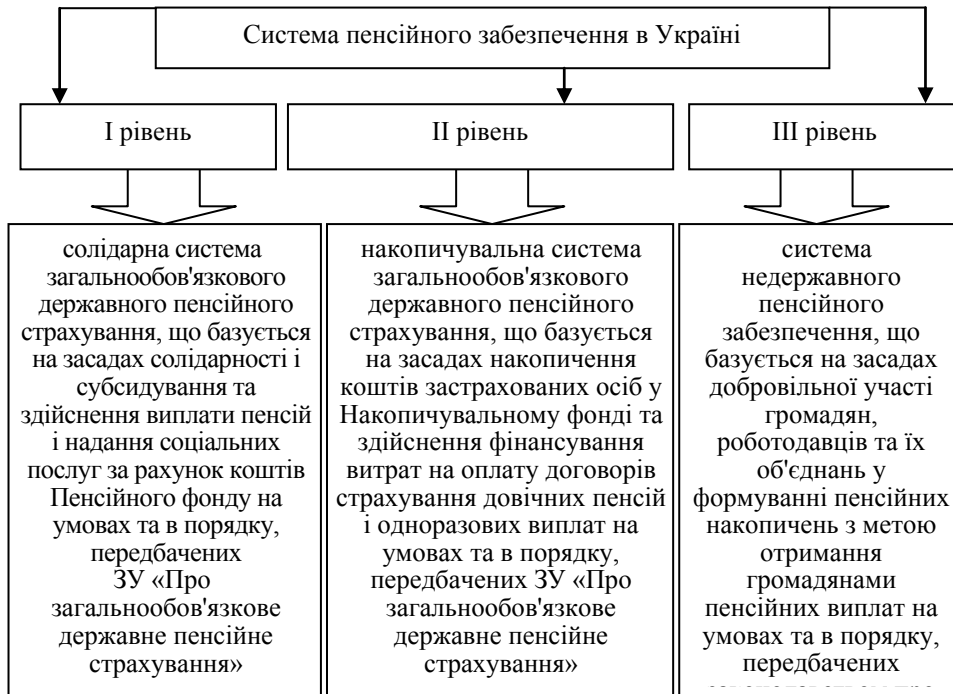 Система пенсійного забезпечення в Україні
І рівень
ІІ рівень
ІІІ рівень
солідарна система
загальнообов'язкового
державного пенсійного
страхування, що базується
на засадах солідарності і
субсидування та
здійснення виплати пенсій
і надання соціальних
послуг за рахунок коштів
Пенсійного фонду на
умовах та в порядку,
передбачених
ЗУ «Про
загальнообов'язкове
державне пенсійне
страхування»
накопичувальна система
загальнообов'язкового
державного пенсійного
страхування, що базується
на засадах накопичення
коштів застрахованих осіб у
Накопичувальному фонді та
здійснення фінансування
витрат на оплату договорів
страхування довічних пенсій
і одноразових виплат на
умовах та в порядку,
передбачених ЗУ «Про
загальнообов'язкове
державне пенсійне
страхування»
система
недержавного
пенсійного
забезпечення, що
базується на засадах
добровільної участі
громадян,
роботодавців та їх
об'єднань у
формуванні пенсійних
накопичень з метою
отримання
громадянами
пенсійних виплат на
умовах та в порядку,
передбачених